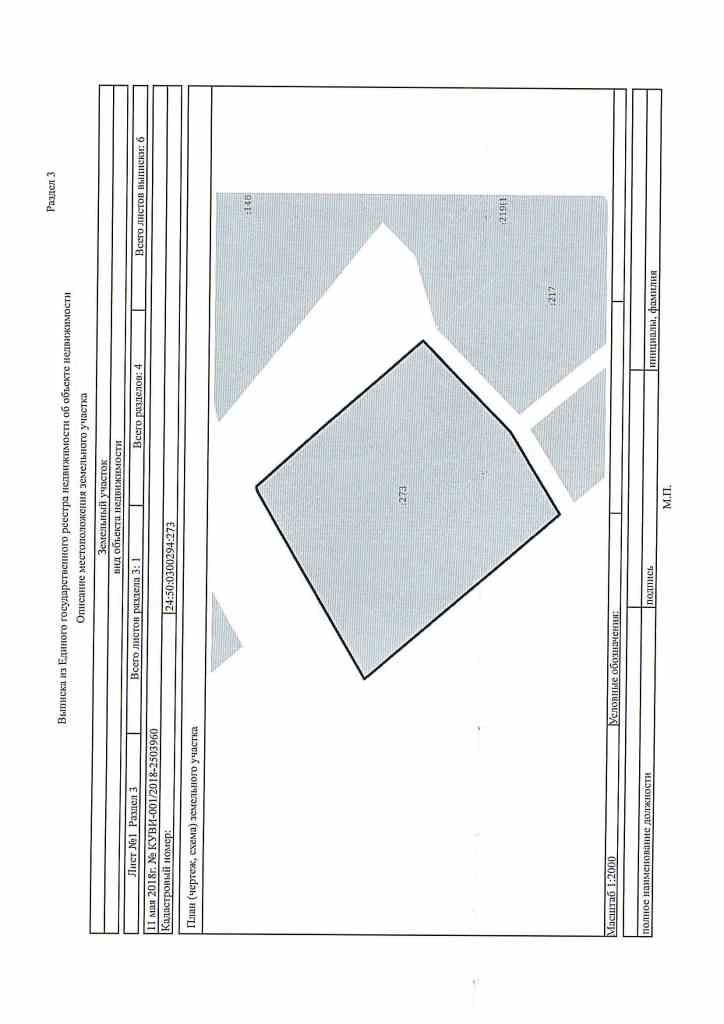 Раздел 3
Выписка из Единого государственного реестра недвижимости об объекте недвижимости
Описание местоположения земельного участка
Земельный участок
вид объекта недвижимости
Лист №1 Раздел 3 Всего листов раздела 3: 1 Всего разделов: 4 Всего листов выписки: 6
11 мая 2018г. № КУВИ-001/2018-2503960
Кадастровый номер: 24:50:0300294:273
План (чертеж, схема) земельного участка
:146
:273
:219(1
:217
Масштаб 1:2000 Условные обозначения:
полное наименование должности подпись инициалы, фамилия
М.П.